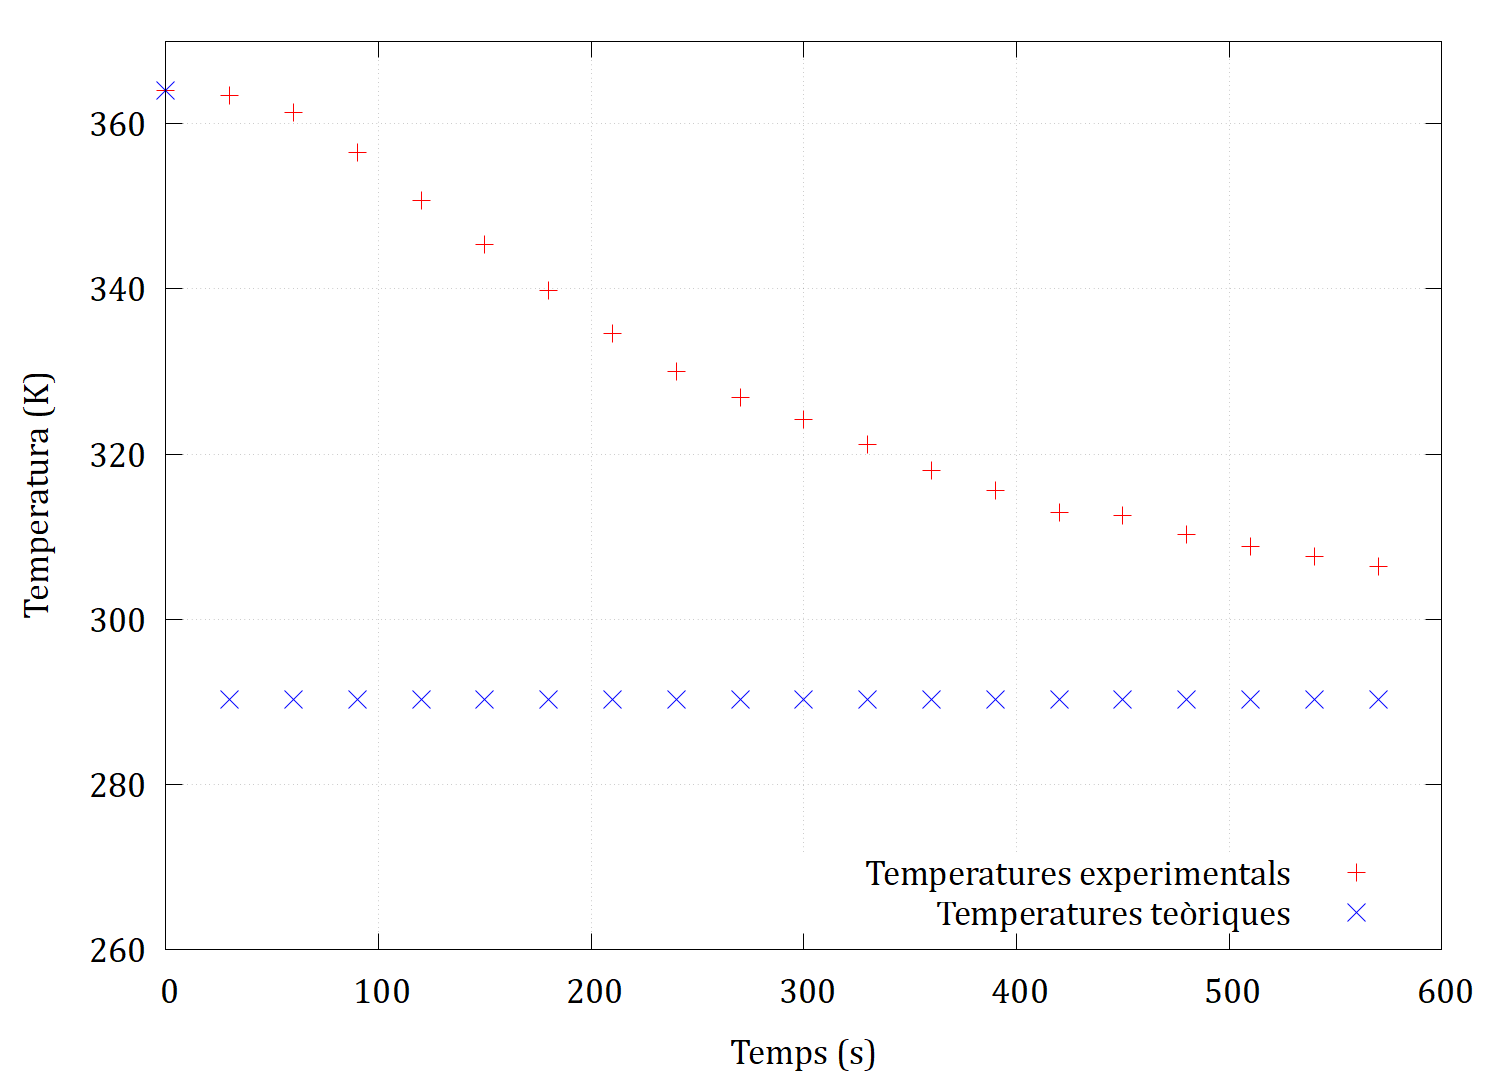 360
340
320
300
280
260
0 100 200 300 400 500 600
Temperatura (K)
Temps (s)
Temperatures experimentals
Temperatures teòriques